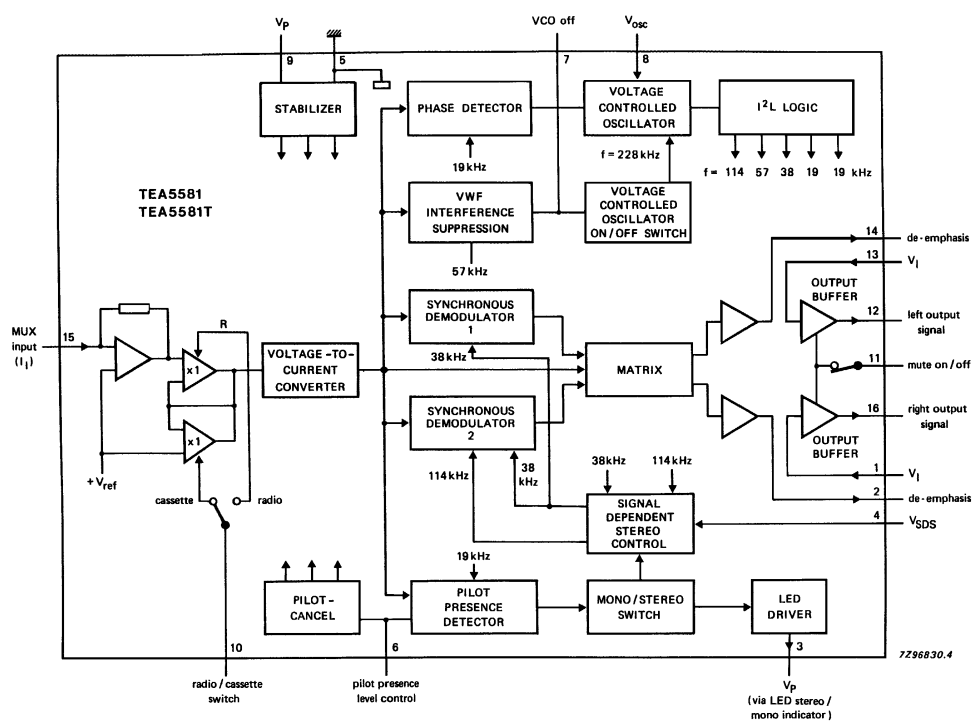 VP
VCO off
Vosc
9
5
7
8
STABILIZER
PHASE DETECTOR
VOLTAGE
CONTROLLED
OSCILLATOR
I²L LOGIC
19 kHz
f = 228 kHz
f = 114 57 38 19 19 kHz
TEA5581
TEA5581T
VWF
INTERFERENCE
SUPPRESSION
VOLTAGE
CONTROLLED
OSCILLATOR
ON / OFF SWITCH
57 kHz
14
de-emphasis
13
VI
OUTPUT
BUFFER
12
left output
signal
11
mute on / off
16
right output
signal
OUTPUT
BUFFER
1
VI
2
de-emphasis
4
VSDS
MUX
input
(II)
15
R
x1
x1
+ Vref
cassette
radio
VOLTAGE -TO-
CURRENT
CONVERTER
SYNCHRONOUS
DEMODULATOR
1
38 kHz
MATRIX
SYNCHRONOUS
DEMODULATOR
2
114 kHz
38
kHz
38 kHz
114 kHz
SIGNAL
DEPENDENT
STEREO
CONTROL
19 kHz
PILOT -
CANCEL
PILOT
PRESENCE
DETECTOR
MONO / STEREO
SWITCH
LED
DRIVER
10
6
3
7Z96830.4
radio / cassette
switch
pilot presence
level control
VP
(via LED stereo /
mono indicator)